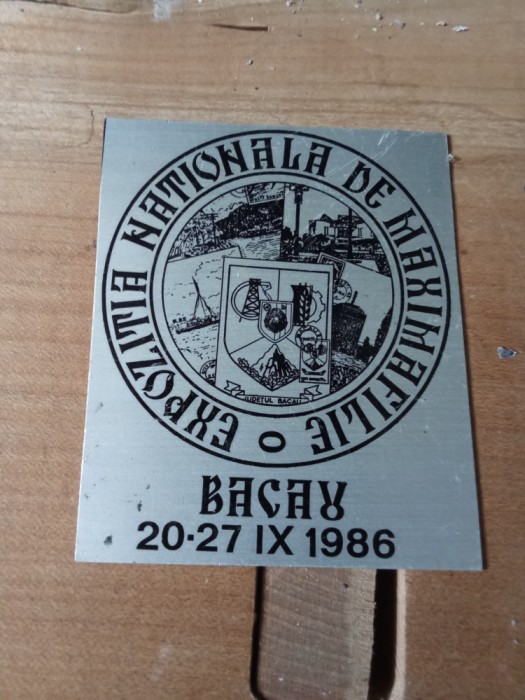 EXPOZITIA NATIONALA DE MAXIMAFILIE
JUDETUL BACAU
BACAU
20-27 IX 1986